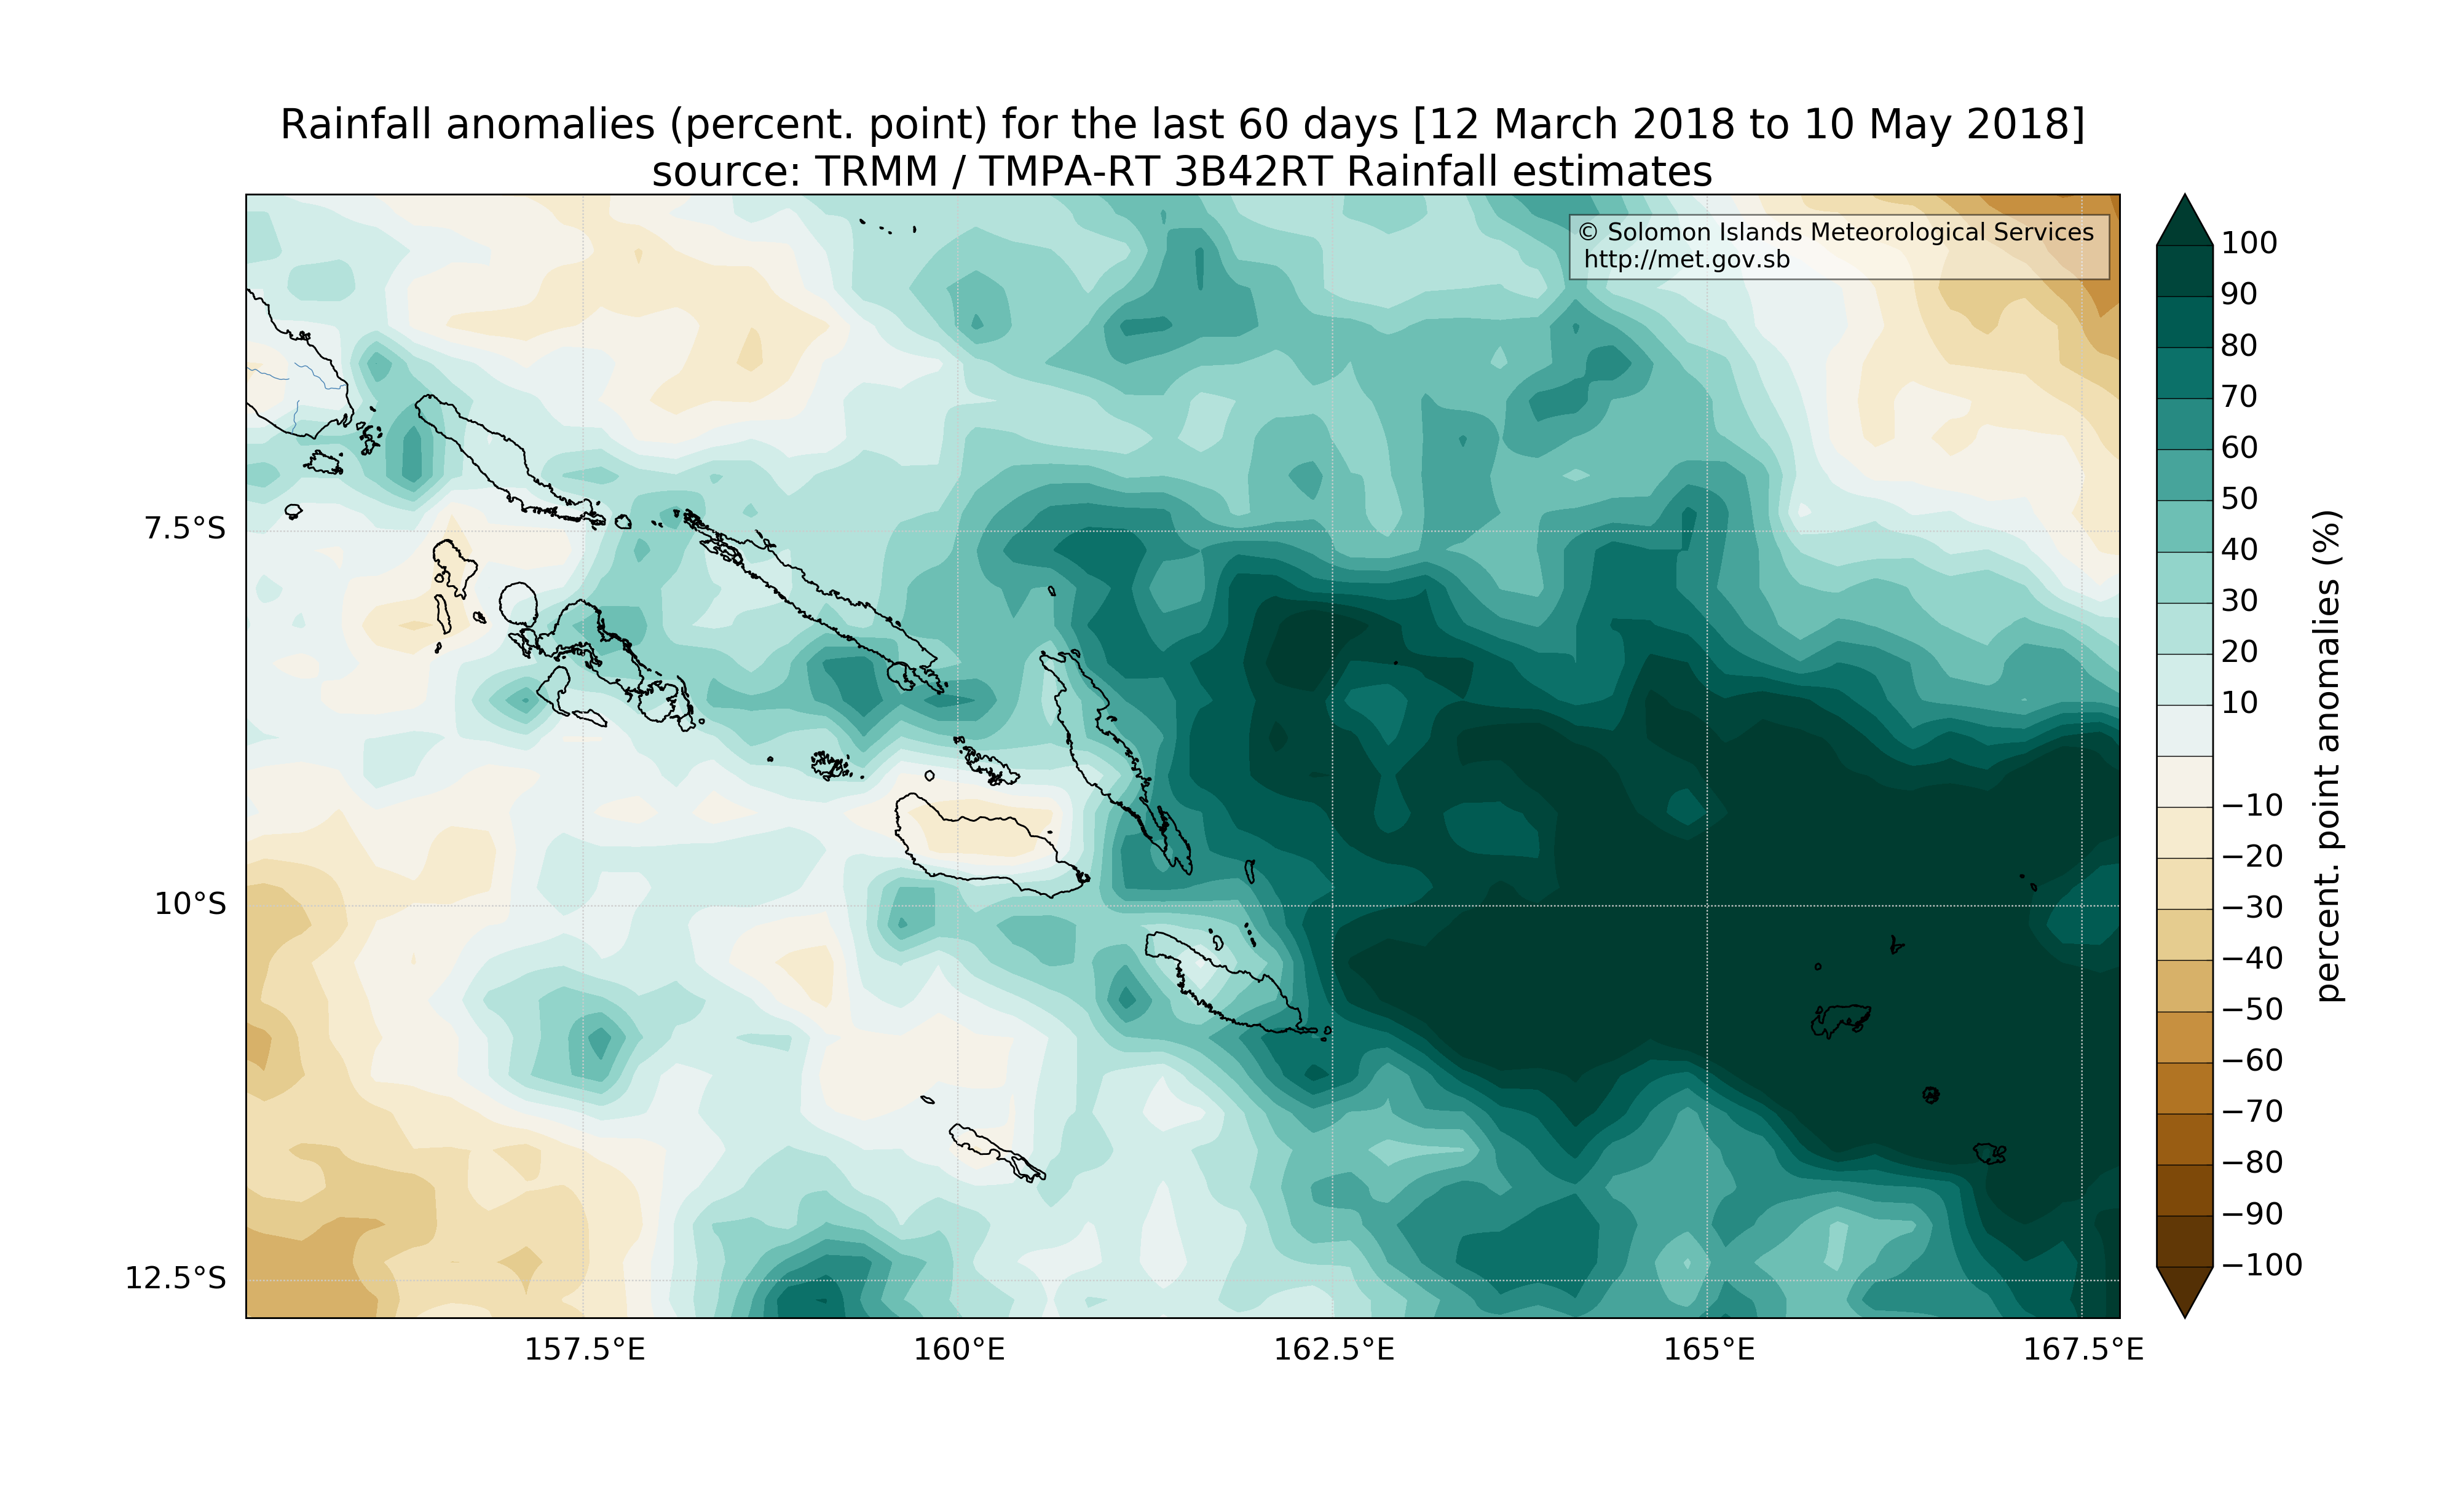 Rainfall anomalies (percent. point) for the last 60 days [12 March 2018 to 10 May 2018]
source: TRMM / TMPA-RT 3B42RT Rainfall estimates
© Solomon Islands Meteorological Services
http://met.gov.sb
7.5°S
10°S
12.5°S
157.5°E
160°E
162.5°E
165°E
167.5°E
100
90
80
70
60
50
40
30
20
10
−10
−20
−30
−40
−50
−60
−70
−80
−90
−100
percent. point anomalies (%)